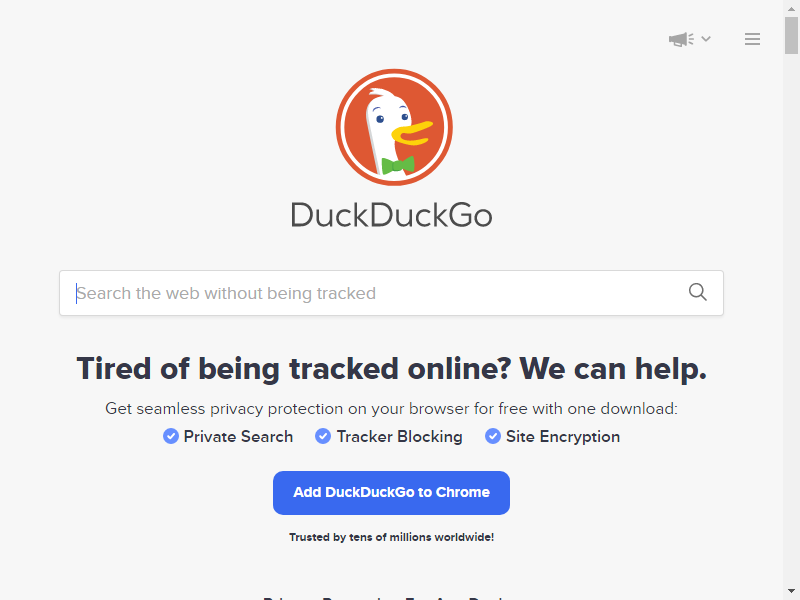 DuckDuckGo
Search the web without being tracked
Tired of being tracked online? We can help.
Get seamless privacy protection on your browser for free with one download:
Private Search Tracker Blocking Site Encryption
Add DuckDuckGo to Chrome
Trusted by tens of millions worldwide!